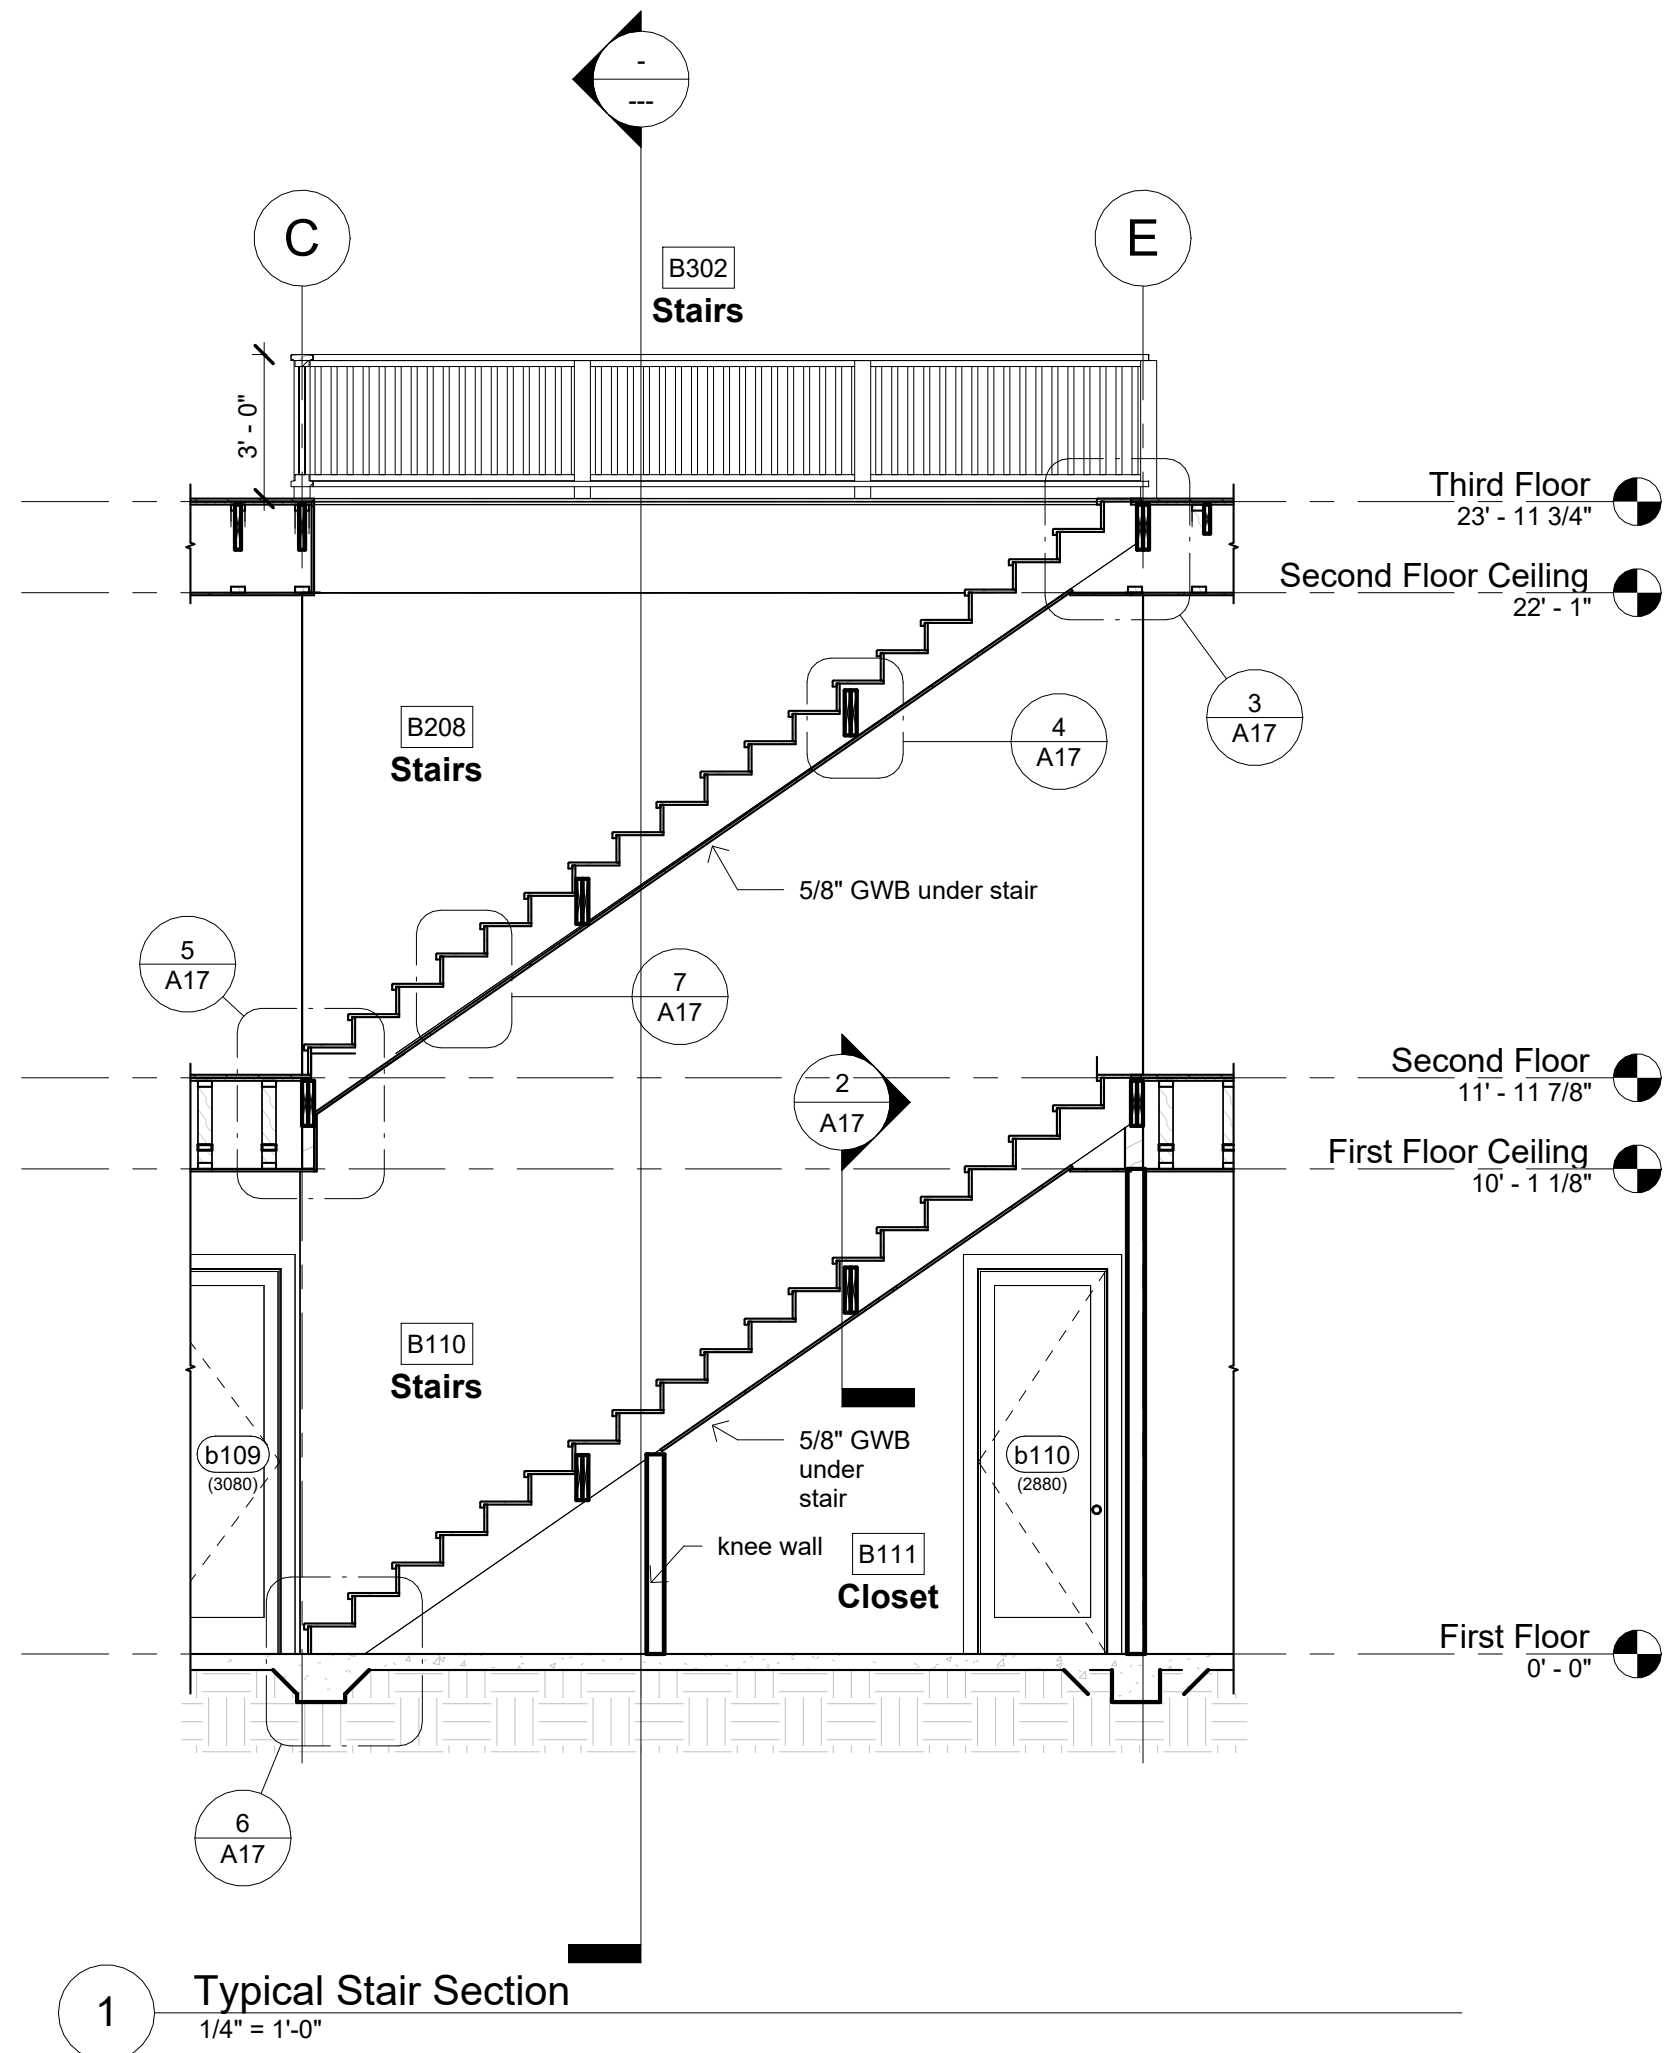 -
---
C
E
B302
Stairs
3' - 0"
Third Floor
23' - 11 3/4"
Second Floor Ceiling
22' - 1"
3
A17
4
A17
B208
Stairs
5/8" GWB under stair
5
A17
7
A17
Second Floor
11' - 11 7/8"
2
A17
First Floor Ceiling
10' - 1 1/8"
B110
Stairs
b109
(3080)
5/8" GWB
under
stair
b110
(2880)
knee wall
B111
Closet
First Floor
0' - 0"
6
A17
1
Typical Stair Section
1/4" = 1'-0"